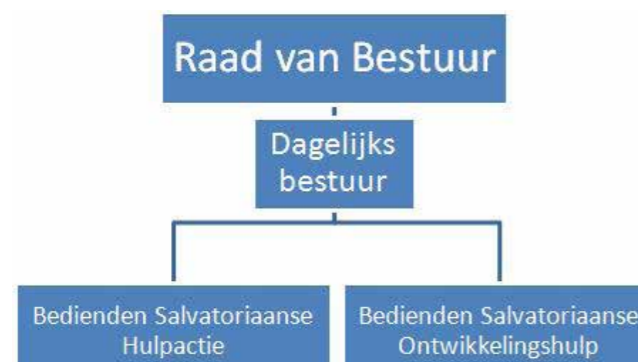 Raad van Bestuur
Dagelijks
bestuur
Bedienden Salvatoriaanse
Hulpactie
Bedienden Salvatoriaanse
Ontwikkelingshulp